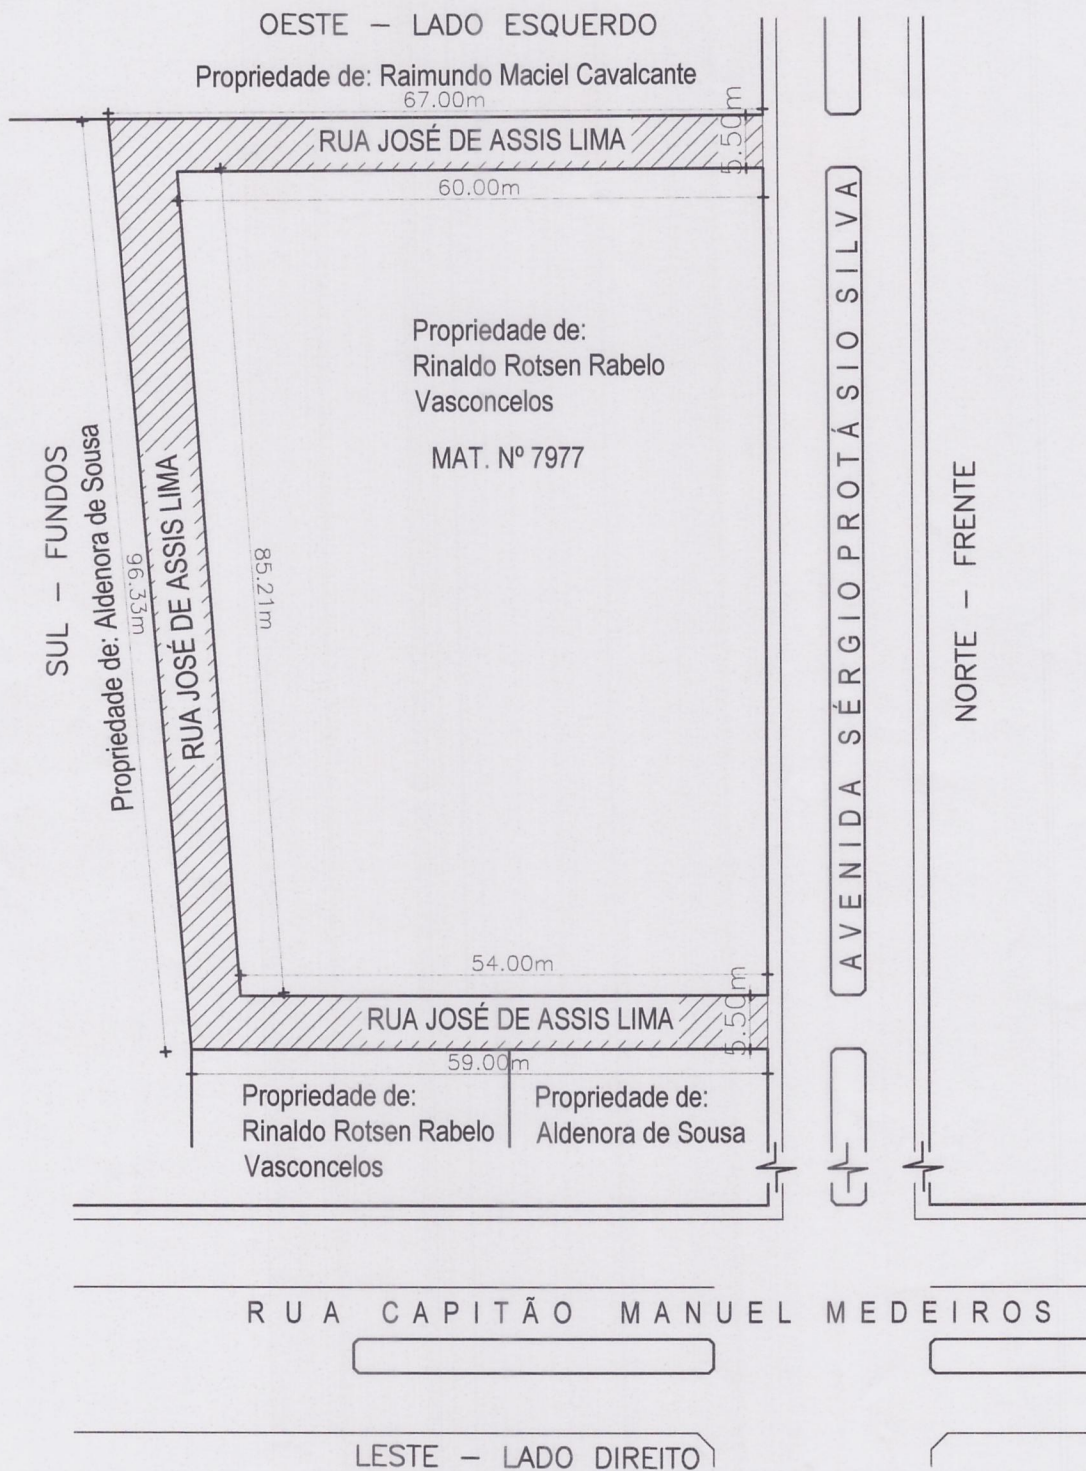 OESTE – LADO ESQUERDO
Propriedade de: Raimundo Maciel Cavalcante
67.00m
RUA JOSÉ DE ASSIS LIMA
5.50m
60.00m
Propriedade de:
Rinaldo Rotsen Rabelo
Vasconcelos
MAT. Nº 7977
SUL – FUNDOS
Propriedade de: Aldenora de Sousa
96.33m
RUA JOSÉ DE ASSIS LIMA
85.21m
AVENIDA SÉRGIO PROTÁSIO SILVA
NORTE – FRENTE
54.00m
RUA JOSÉ DE ASSIS LIMA
5.50m
59.00m
Propriedade de:
Rinaldo Rotsen Rabelo
Vasconcelos
Propriedade de:
Aldenora de Sousa
RUA CAPITÃO MANUEL MEDEIROS
LESTE – LADO DIREITO